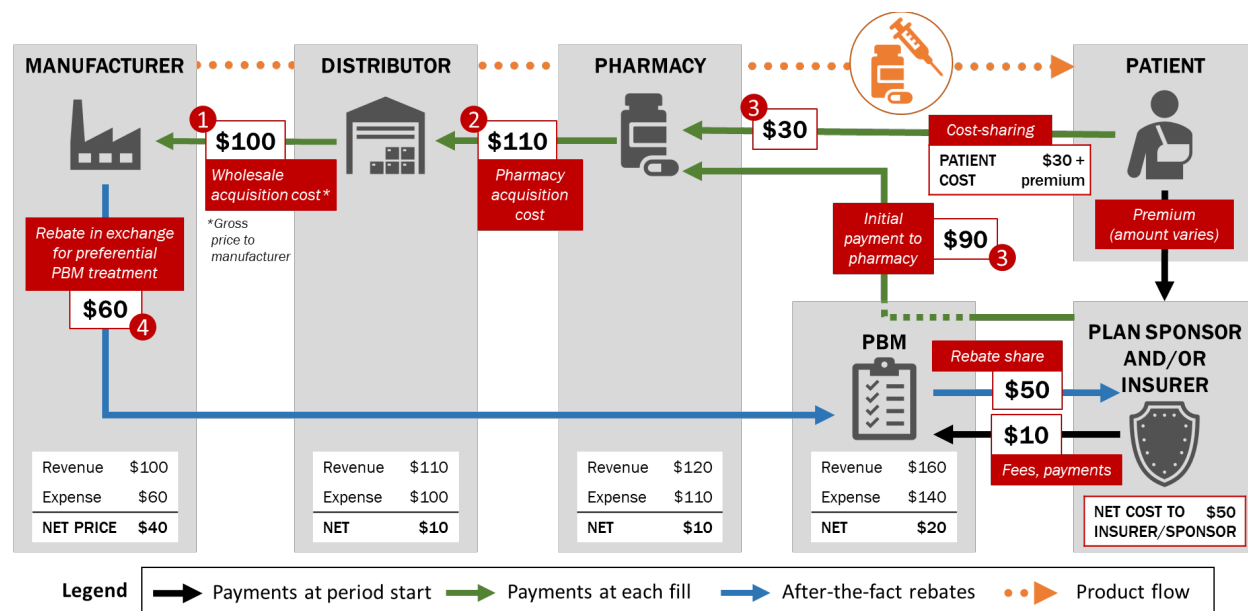 MANUFACTURER
DISTRIBUTOR
PHARMACY
PATIENT
1
$100
Wholesale
acquisition cost*
*Gross
price to
manufacturer
2
$110
Pharmacy
acquisition
cost
3
$30
Cost-sharing
PATIENT COST
$30 + premium
Premium
(amount varies)
Initial
payment to
pharmacy
$90
3
Rebate in exchange
for preferential
PBM treatment
$60
4
PBM
Rebate share
$50
$10
Fees, payments
PLAN SPONSOR
AND/OR
INSURER
Revenue $100
Expense $60
NET PRICE $40
Revenue $110
Expense $100
NET $10
Revenue $120
Expense $110
NET $10
Revenue $160
Expense $140
NET $20
NET COST TO $50
INSURER/SPONSOR
Legend
Payments at period start
Payments at each fill
After-the-fact rebates
Product flow